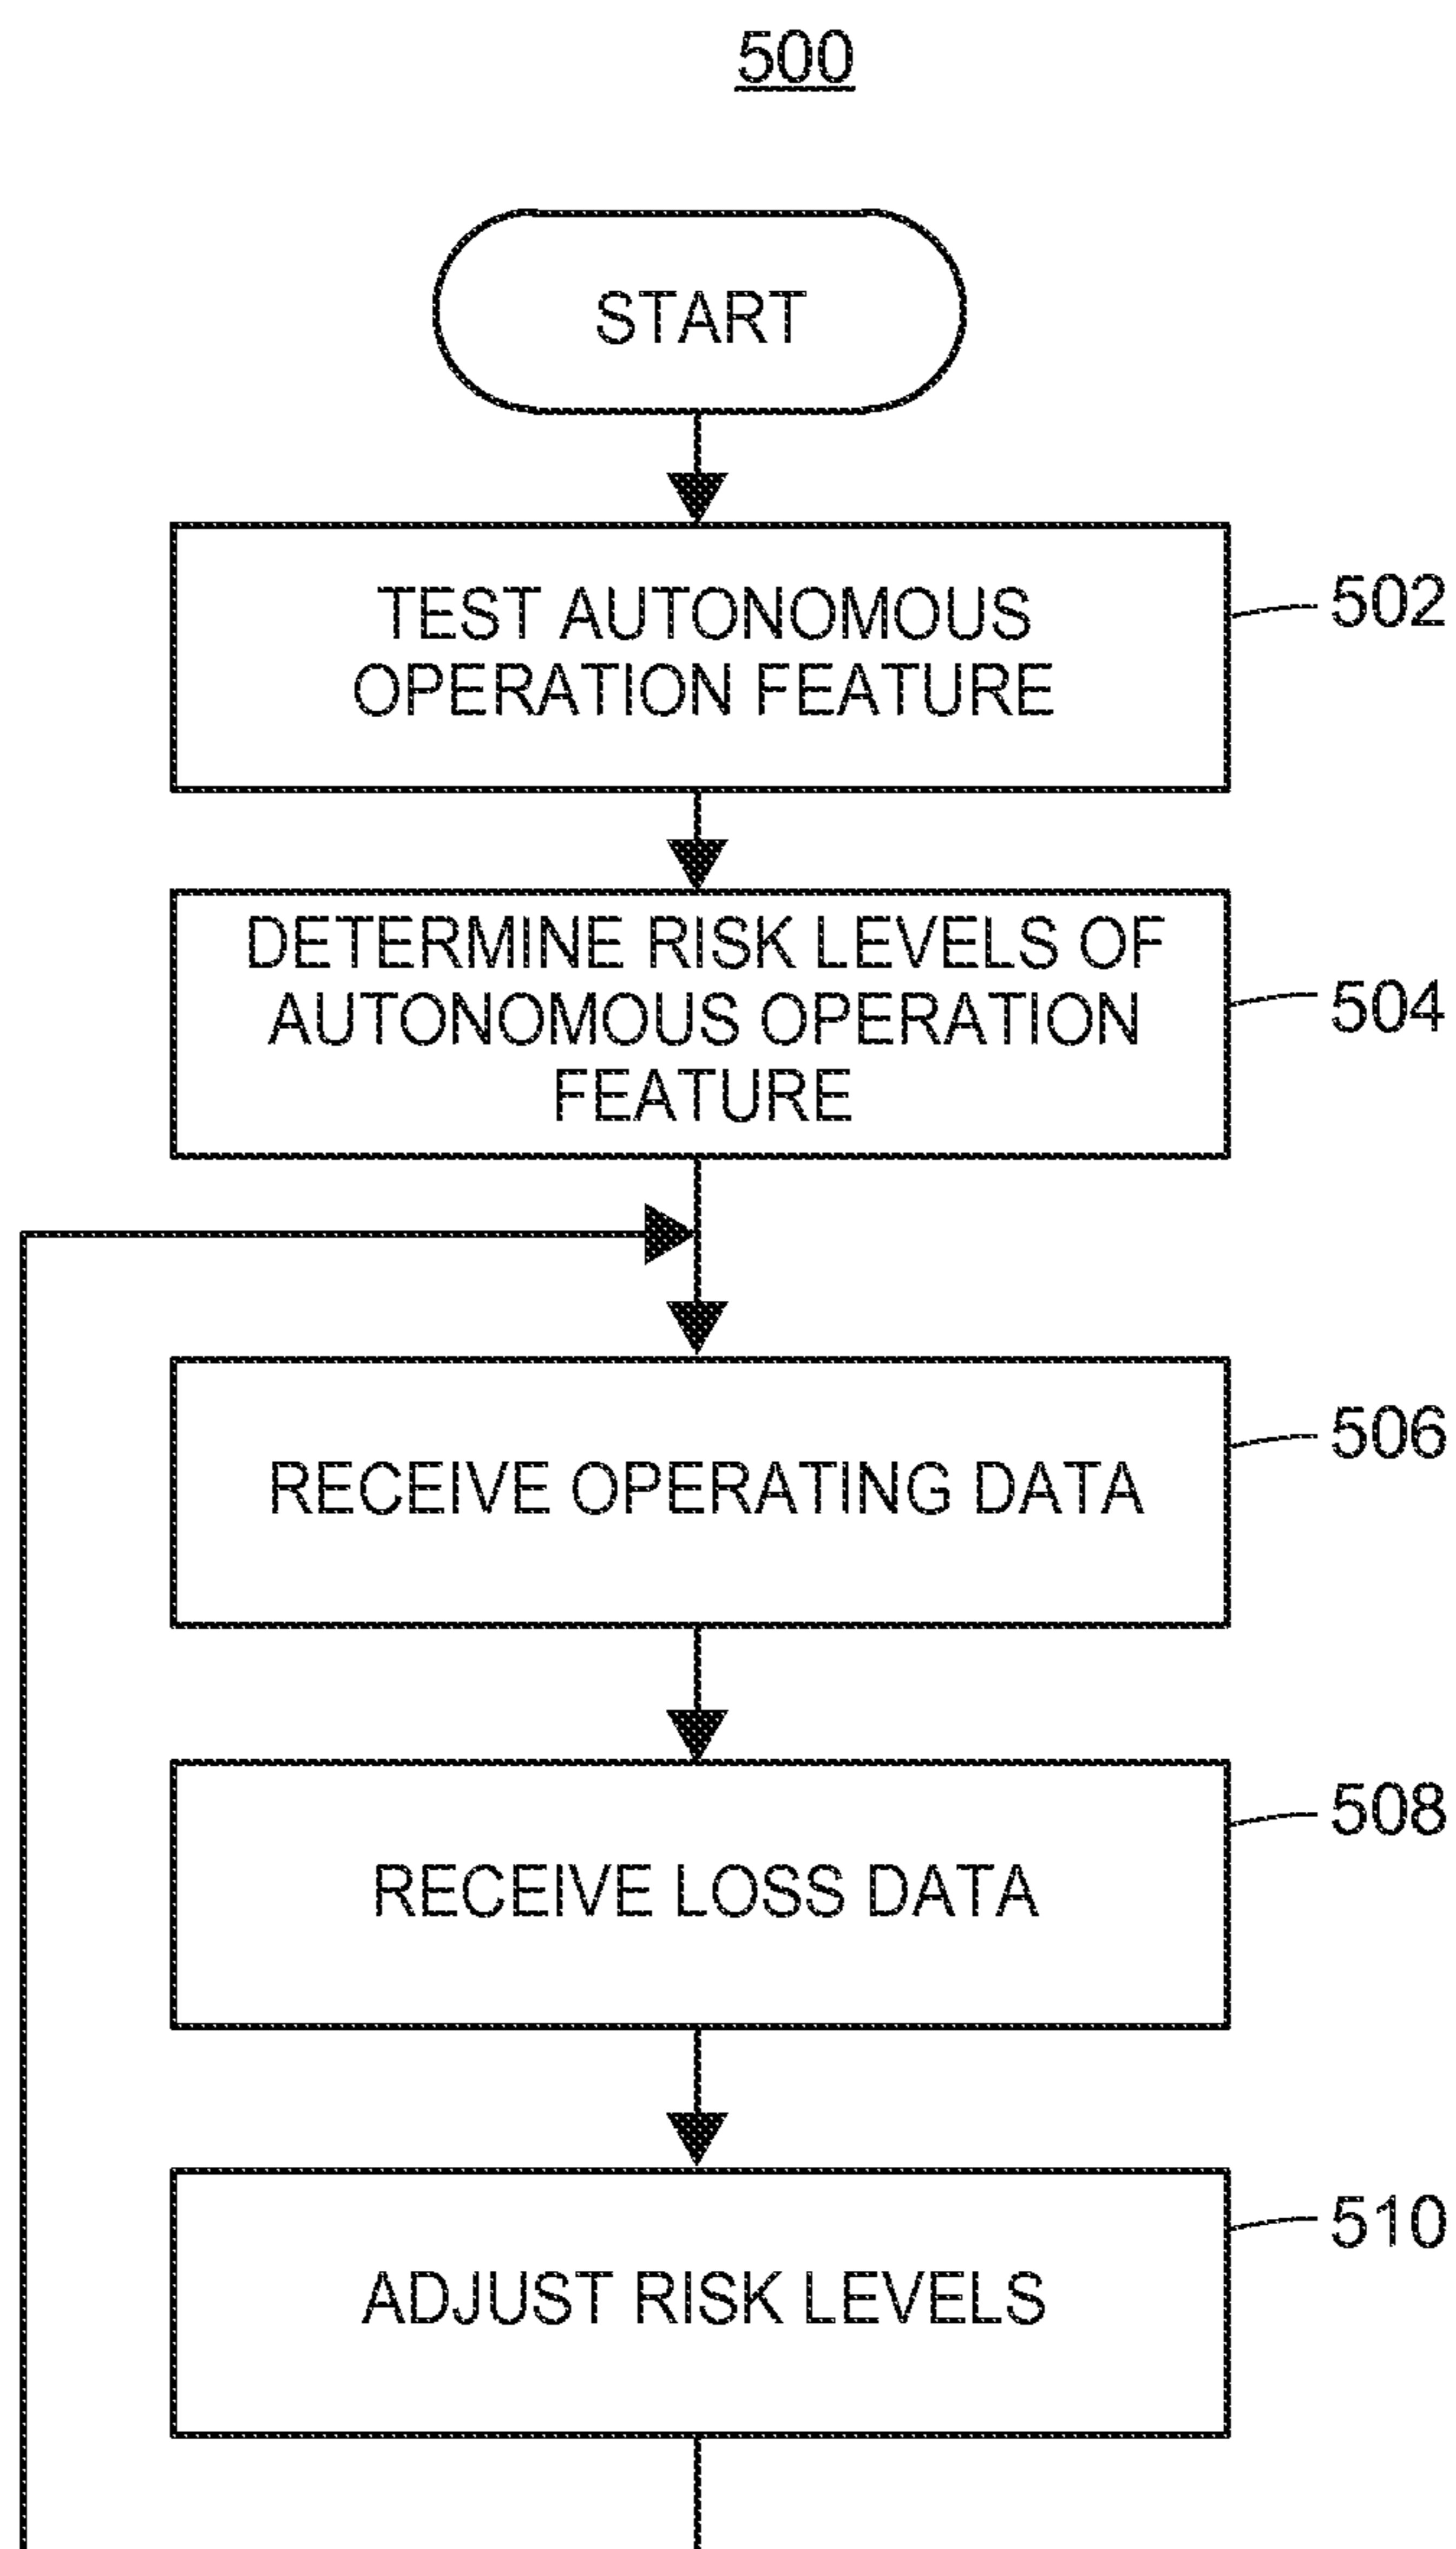 500
START
TEST AUTONOMOUS
OPERATION FEATURE
502
DETERMINE RISK LEVELS OF
AUTONOMOUS OPERATION
FEATURE
504
RECEIVE OPERATING DATA
506
RECEIVE LOSS DATA
508
ADJUST RISK LEVELS
510